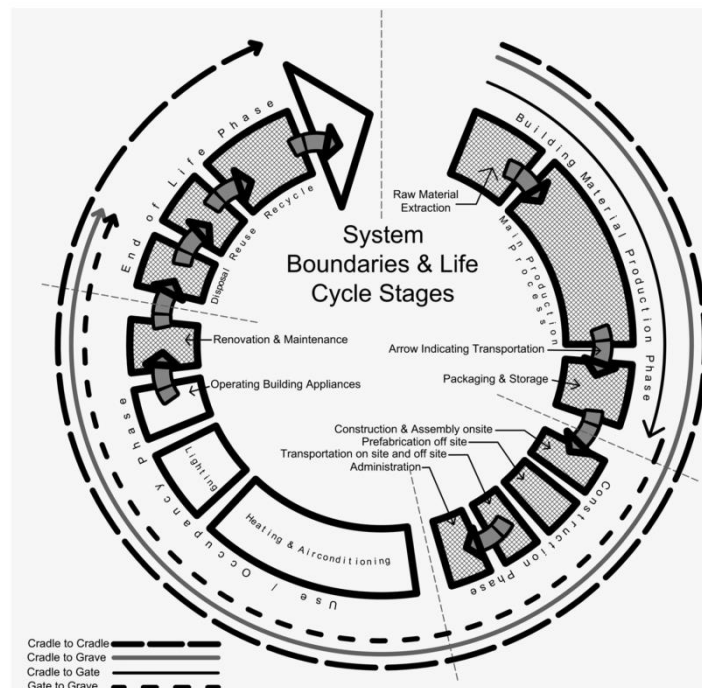 System
Boundaries & Life
Cycle Stages
Building Material Production Phase
Raw Material
Extraction
Main Production
Process
Arrow Indicating Transportation
Packaging & Storage
Construction & Assembly onsite
Prefabrication off site
Transportation on site and off site
Administration
Construction Phase
Heating & Airconditioning
Lighting
Use / Occupancy Phase
Operating Building Appliances
Renovation & Maintenance
End of Life Phase
Disposal Reuse Recycle
Cradle to Cradle
Cradle to Grave
Cradle to Gate
Gate to Grave